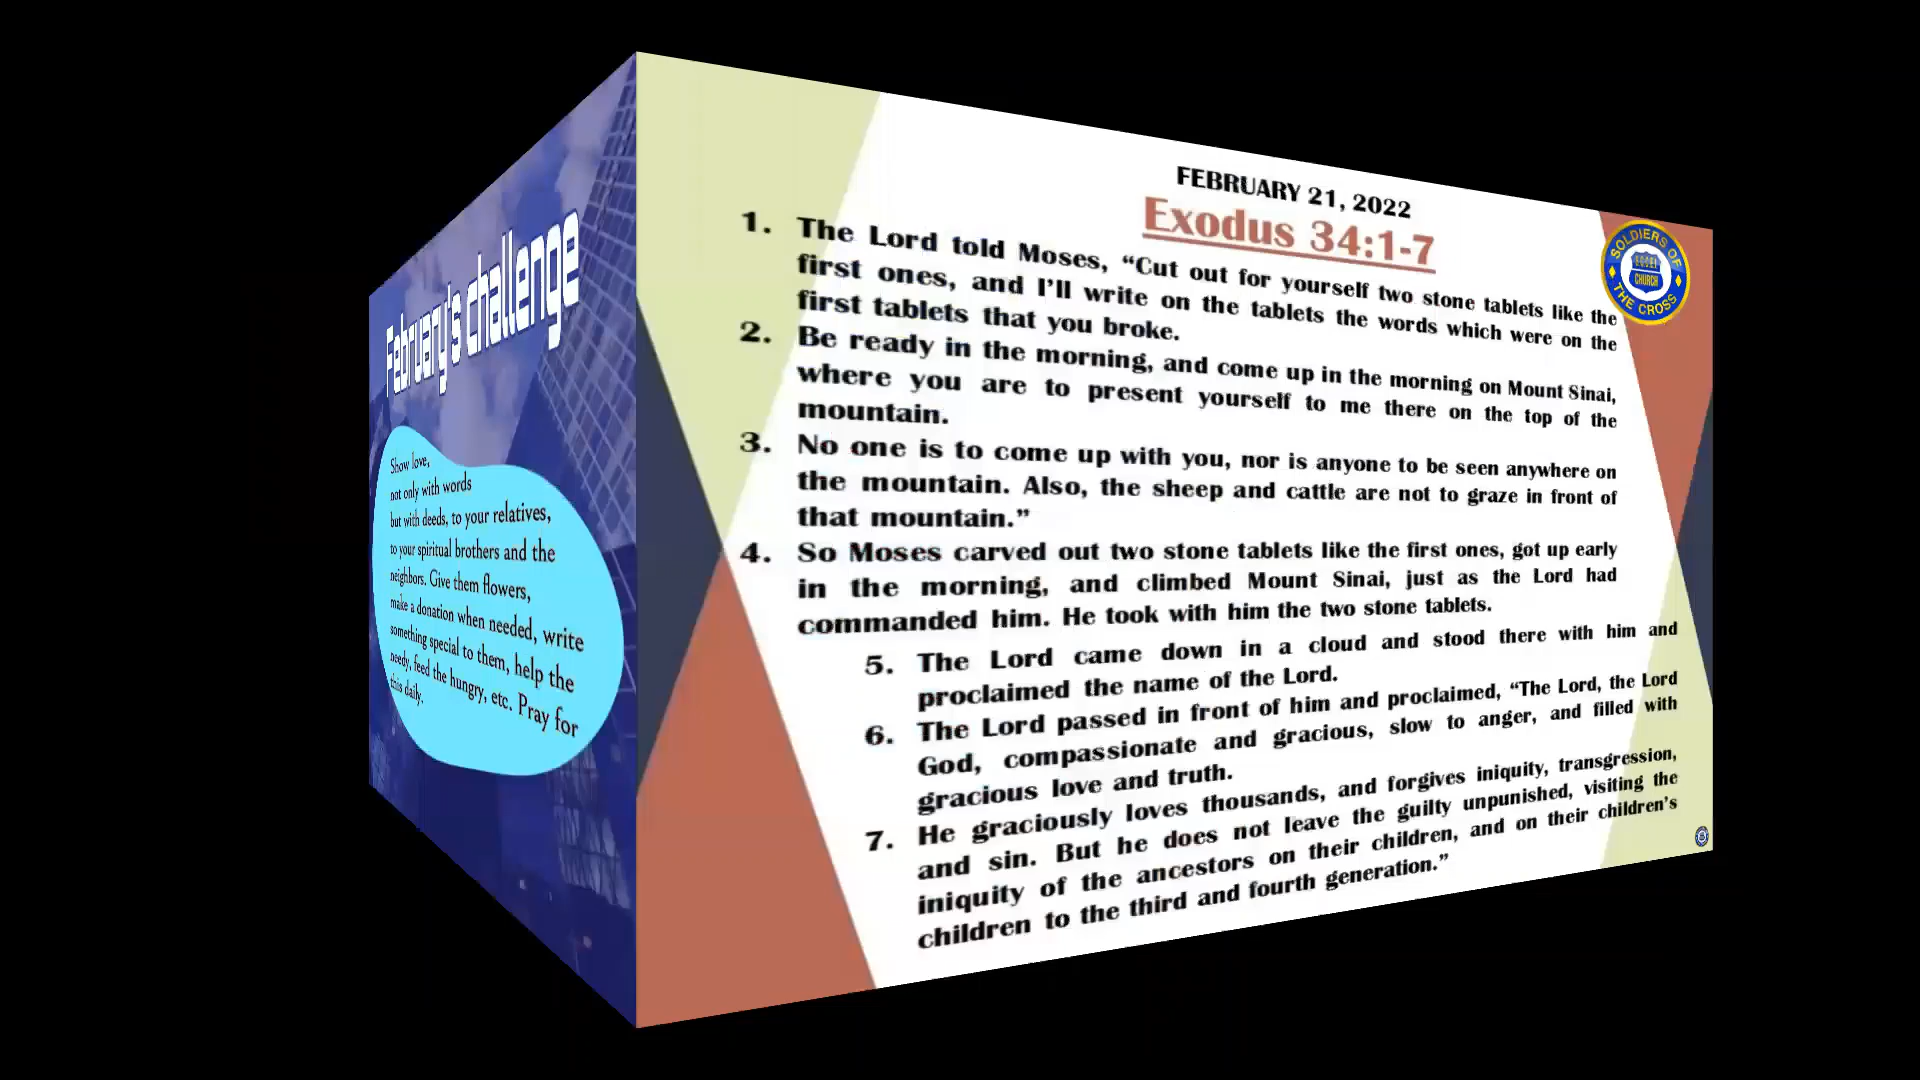 February's challenge
Show love,
not only with words
but with deeds, to your relatives,
to your spiritual brothers and the
neighbors. Give them flowers,
make a donation when needed, write
something special to them, help the
needy, feed the hungry, etc. Pray for
this daily.
FEBRUARY 21, 2022
Exodus 34:1-7
SOLDIERS OF
CHURCH
THE CROSS
1. The Lord told Moses, “Cut out for yourself two stone tablets like the
first ones, and I’ll write on the tablets the words which were on the
first tablets that you broke.
2. Be ready in the morning, and come up in the morning on Mount Sinai,
where you are to present yourself to me there on the top of the
mountain.
3. No one is to come up with you, nor is anyone to be seen anywhere on
the mountain. Also, the sheep and cattle are not to graze in front of
that mountain.”
4. So Moses carved out two stone tablets like the first ones, got up early
in the morning, and climbed Mount Sinai, just as the Lord had
commanded him. He took with him the two stone tablets.
5. The Lord came down in a cloud and stood there with him and
proclaimed the name of the Lord.
6. The Lord passed in front of him and proclaimed, “The Lord, the Lord
God, compassionate and gracious, slow to anger, and filled with
gracious love and truth.
7. He graciously loves thousands, and forgives iniquity, transgression,
and sin. But he does not leave the guilty unpunished, visiting the
iniquity of the ancestors on their children, and on their children’s
children to the third and fourth generation.”